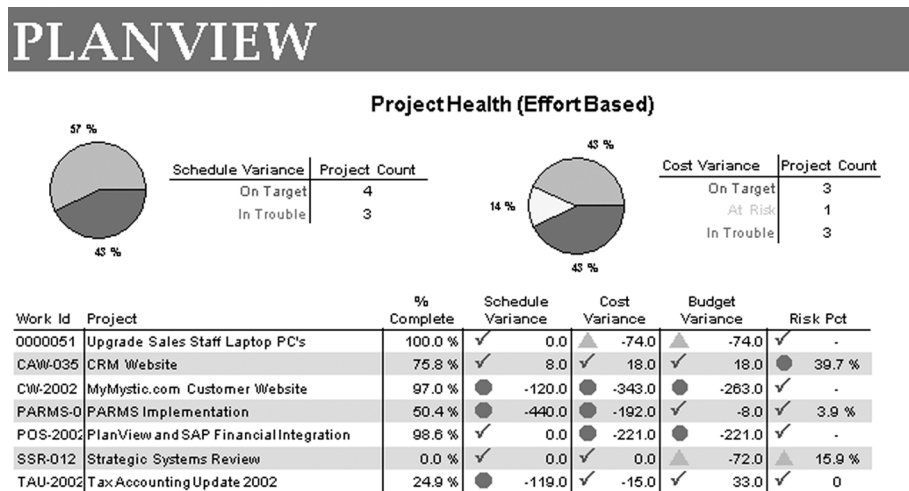 PLANVIEW
Project Health (Effort Based)
57 %
43 %
Schedule Variance Project Count
On Target 4
In Trouble 3
43 %
14 %
43 %
Cost Variance Project Count
On Target 3
At Risk 1
In Trouble 3
Work Id Project % Complete Schedule Variance Cost Variance Budget Variance Risk Pct
0000051 Upgrade Sales Staff Laptop PC's 100.0 % 0.0 -74.0 -74.0 -
CAW-035 CRM Website 75.8 % 8.0 18.0 18.0 39.7 %
CW-2002 MyMystic.com Customer Website 97.0 % -120.0 -343.0 -263.0 -
PARMS-0 PARMS Implementation 50.4 % -440.0 -192.0 -8.0 3.9 %
POS-2002 PlanView and SAP Financial Integration 98.6 % 0.0 -221.0 -221.0 -
SSR-012 Strategic Systems Review 0.0 % 0.0 0.0 -72.0 15.9 %
TAU-2002 Tax Accounting Update 2002 24.9 % -119.0 -15.0 33.0 0